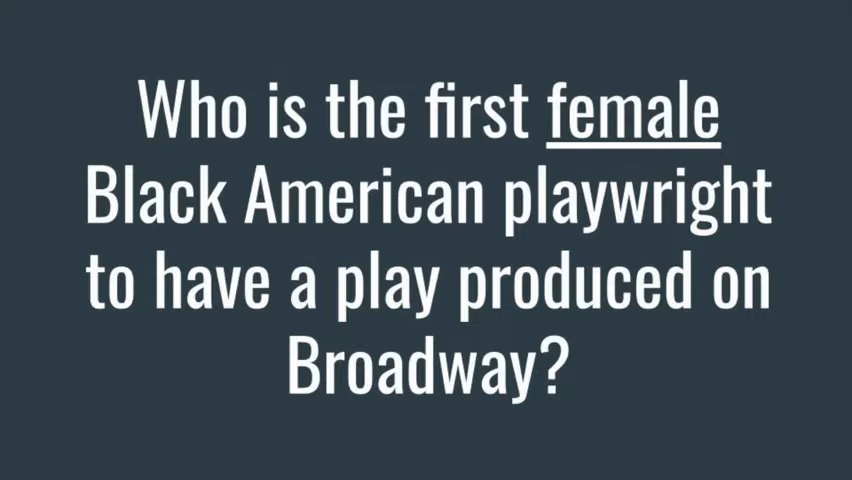 Who is the first female
Black American playwright
to have a play produced on
Broadway?